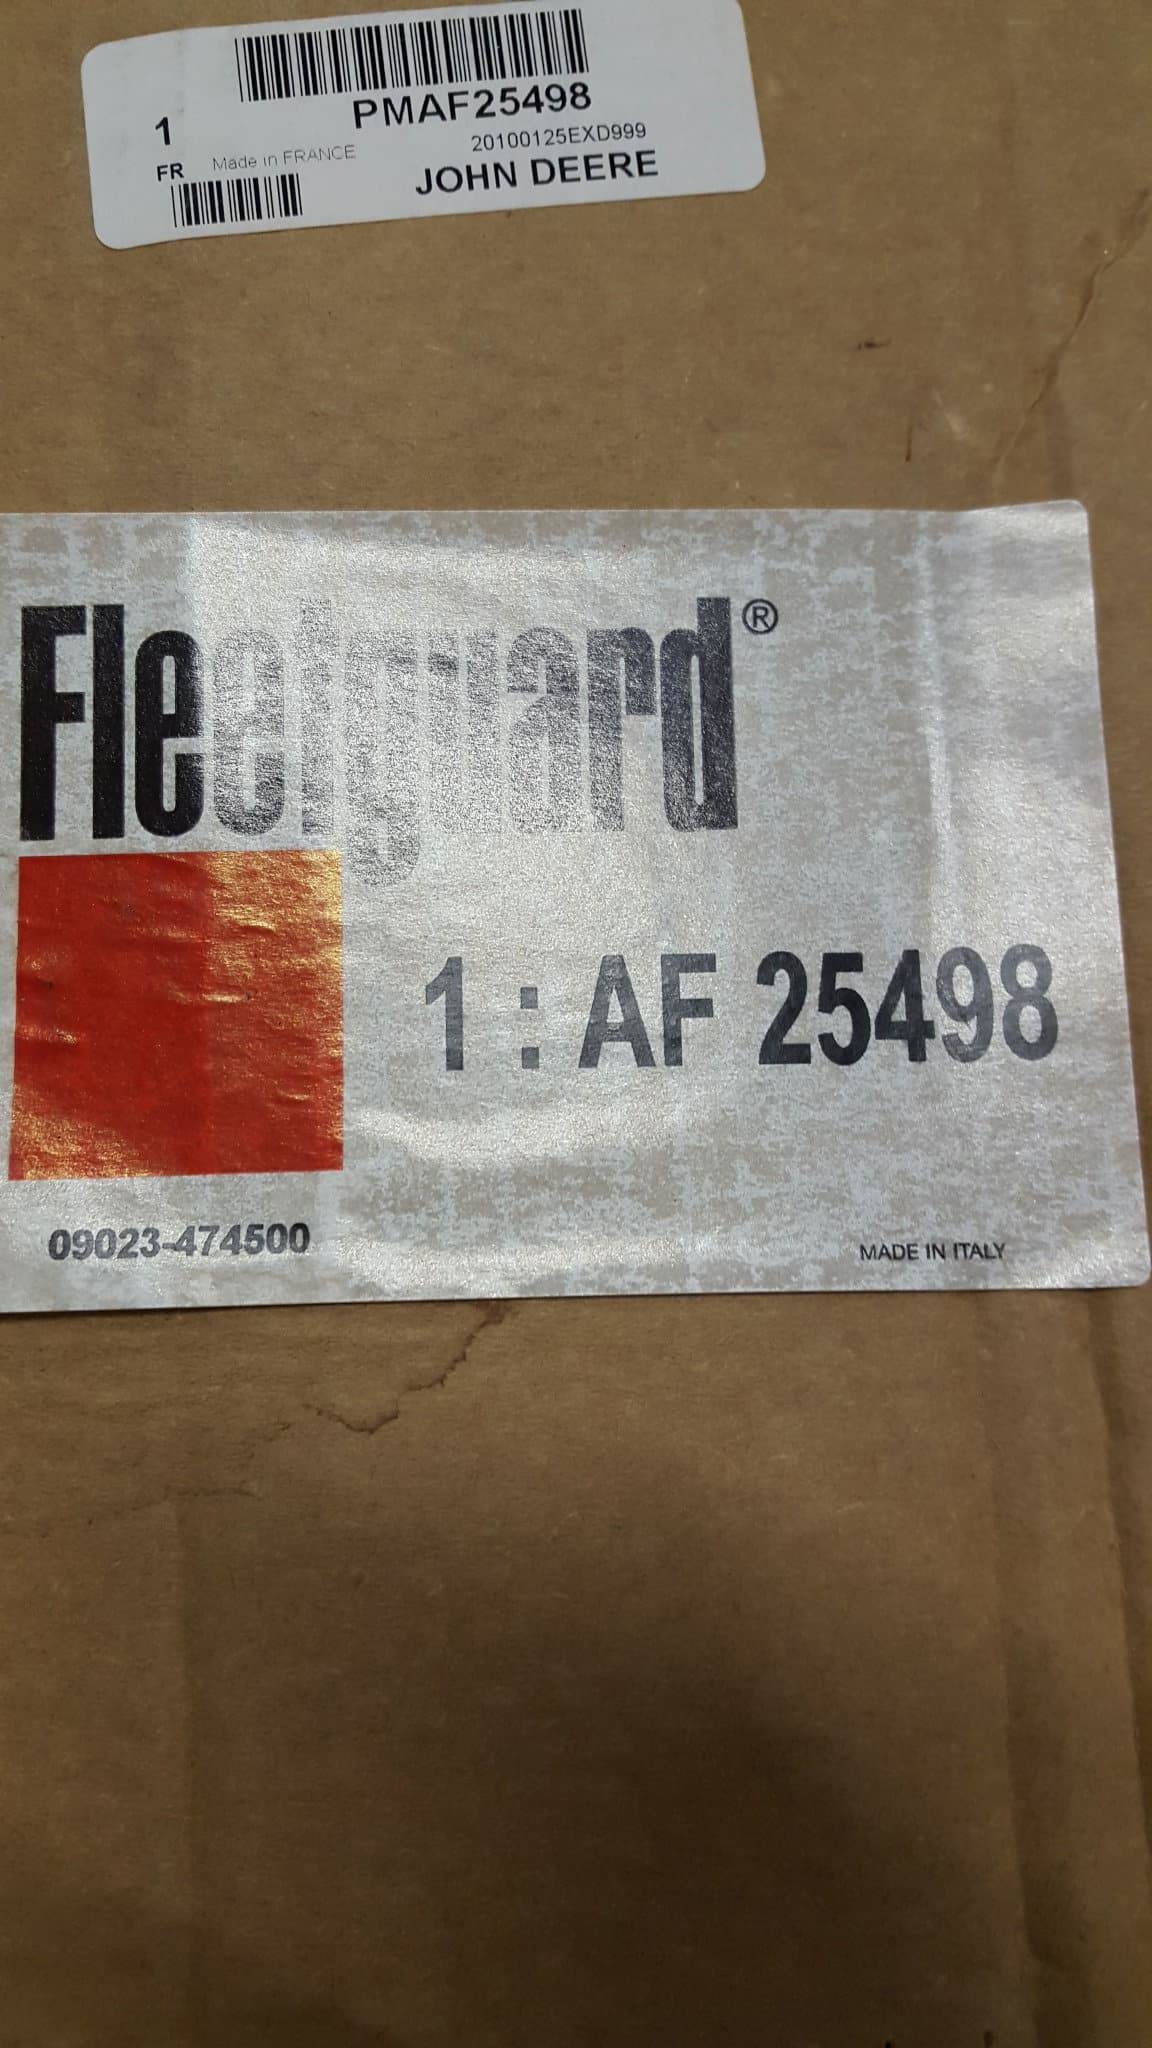 PMAF25498
1
20100125EXD999
FR Made in FRANCE
JOHN DEERE
Fleetguard®
1 : AF 25498
09023-474500
MADE IN ITALY